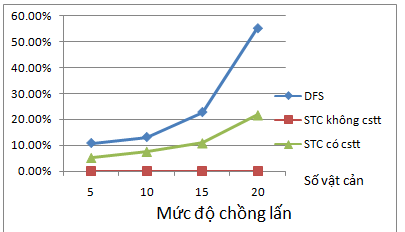 60.00%
50.00%
40.00%
30.00%
20.00%
10.00%
0.00%
5 10 15 20
DFS
STC không cstt
STC có cstt
Số vật cản
Mức độ chồng lấn